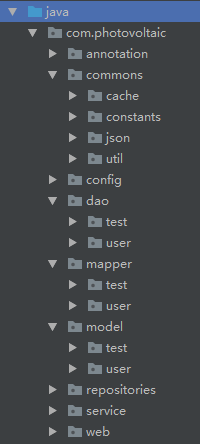 java
com.photovoltaic
annotation
commons
cache
constants
json
util
config
dao
test
user
mapper
test
user
model
test
user
repositories
service
web